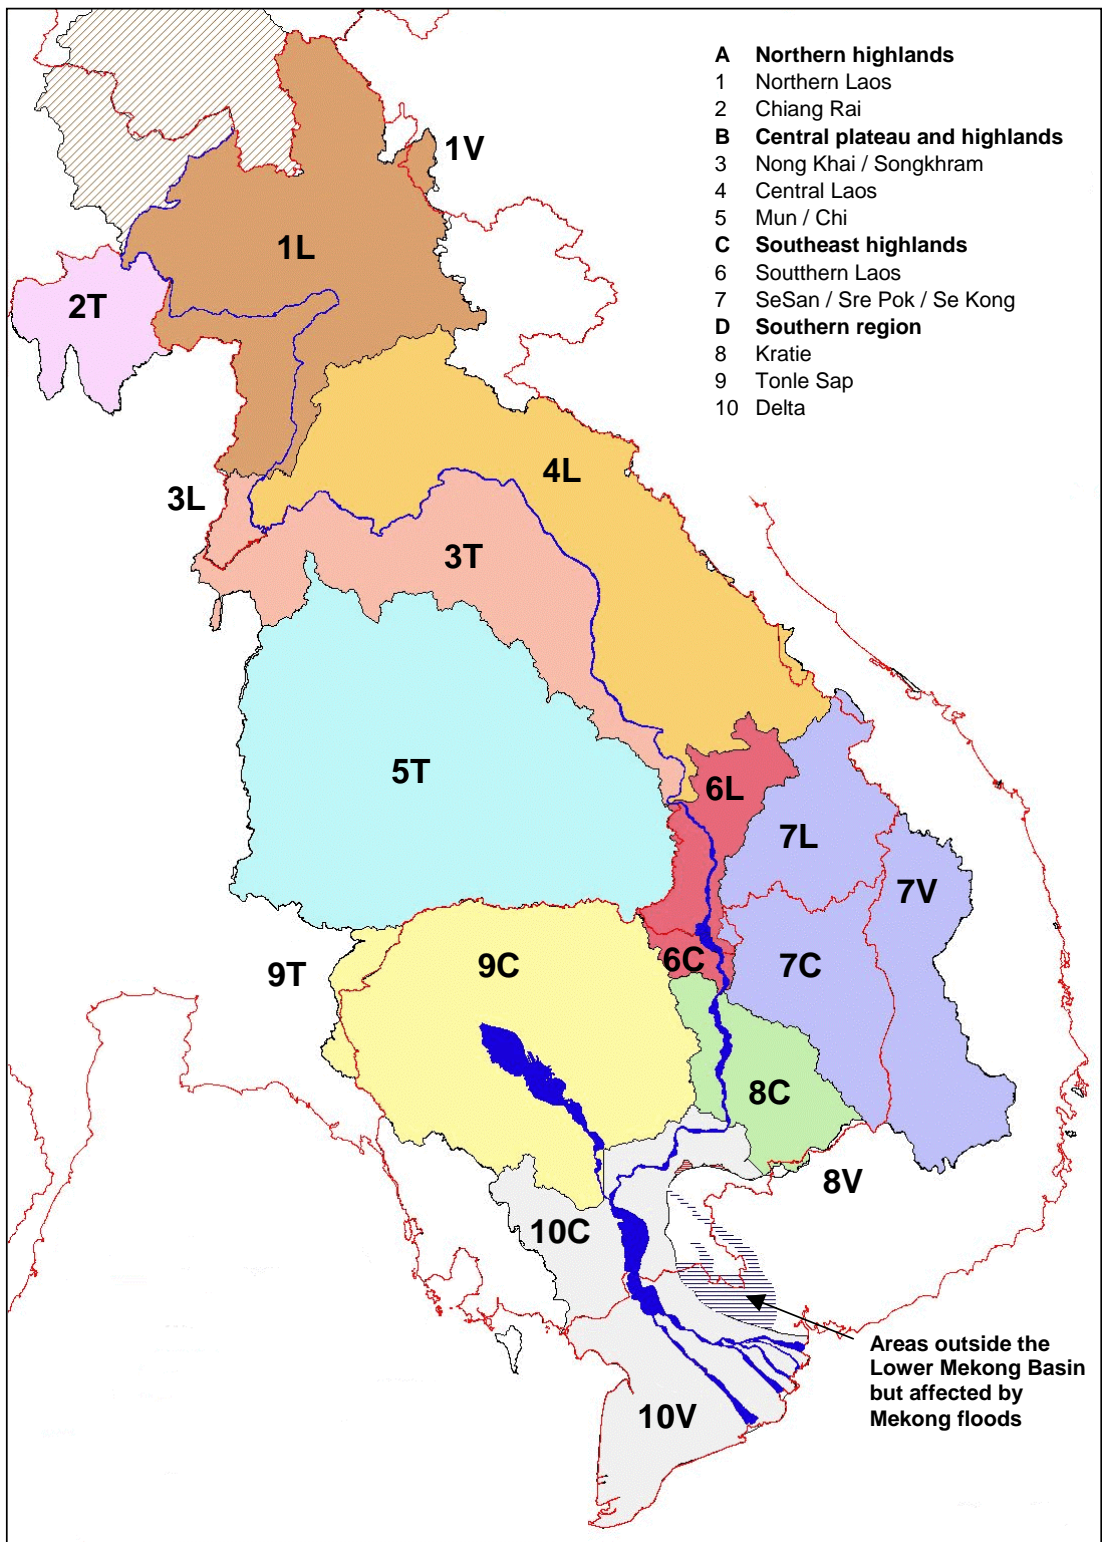 A Northern highlands
1 Northern Laos
2 Chiang Rai
B Central plateau and highlands
3 Nong Khai / Songkhram
4 Central Laos
5 Mun / Chi
C Southeast highlands
6 Soutthern Laos
7 SeSan / Sre Pok / Se Kong
D Southern region
8 Kratie
9 Tonle Sap
10 Delta
1V
1L
2T
4L
3L
3T
5T
6L
7L
7V
6C
9C
7C
9T
8C
8V
10C
10V
Areas outside the
Lower Mekong Basin
but affected by
Mekong floods